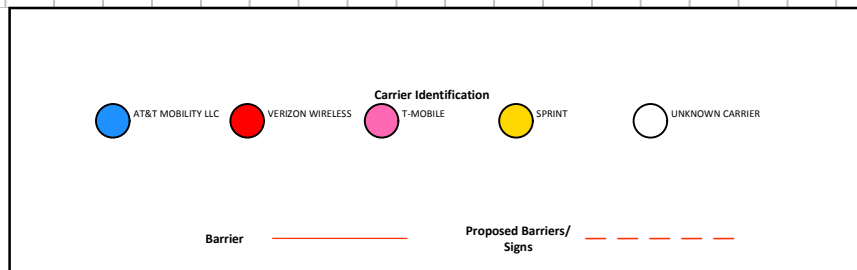 Carrier Identification
AT&T MOBILITY LLC
VERIZON WIRELESS
T-MOBILE
SPRINT
UNKNOWN CARRIER
Barrier
Proposed Barriers/
Signs